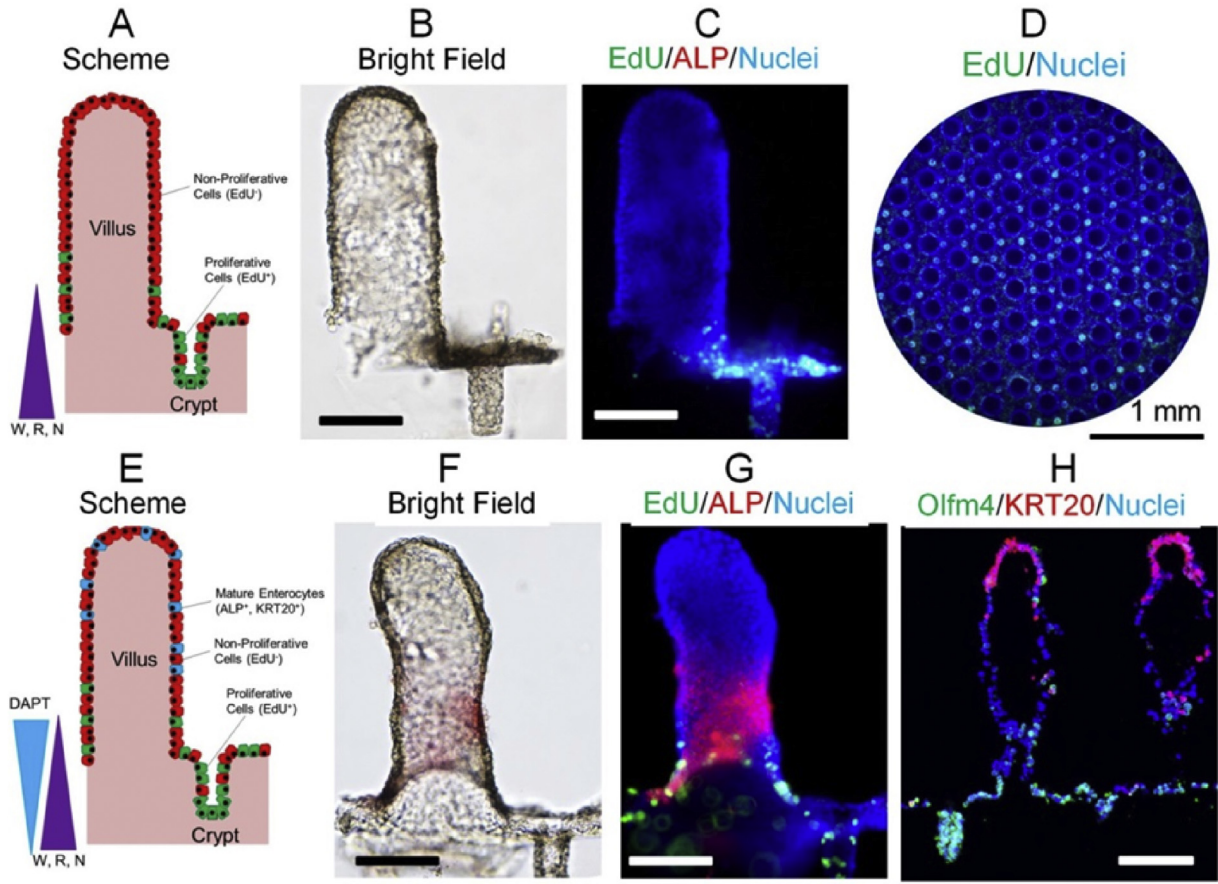 A
Scheme
Non-Proliferative
Cells (EdU-)
Villus
Proliferative
Cells (EdU+)
Crypt
W, R, N
B
Bright Field
C
EdU/ALP/Nuclei
D
EdU/Nuclei
1 mm
E
Scheme
Mature Enterocytes
(ALP+, KRT20+)
Non-Proliferative
Cells (EdU-)
Villus
Proliferative
Cells (EdU+)
DAPT
Crypt
W, R, N
F
Bright Field
G
EdU/ALP/Nuclei
H
Olfm4/KRT20/Nuclei